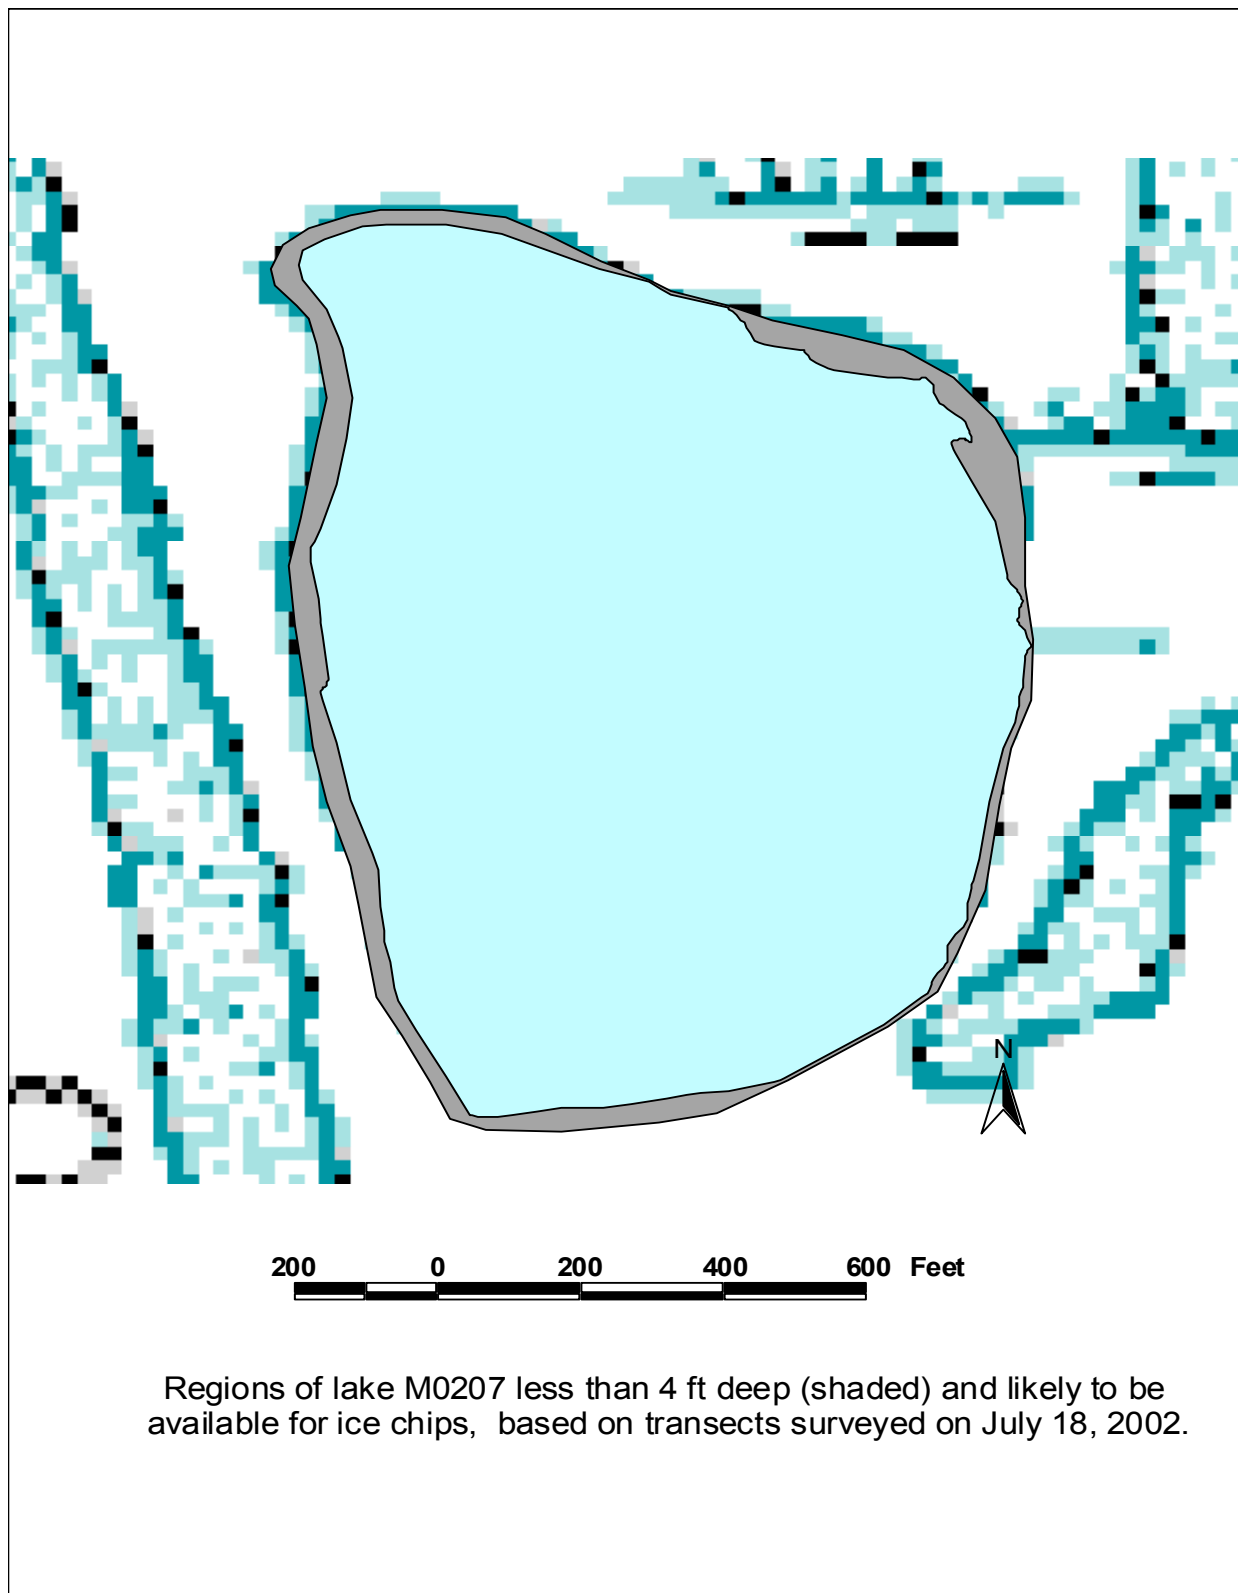 N
200 0 200 400 600 Feet
Regions of lake M0207 less than 4 ft deep (shaded) and likely to be
available for ice chips, based on transects surveyed on July 18, 2002.